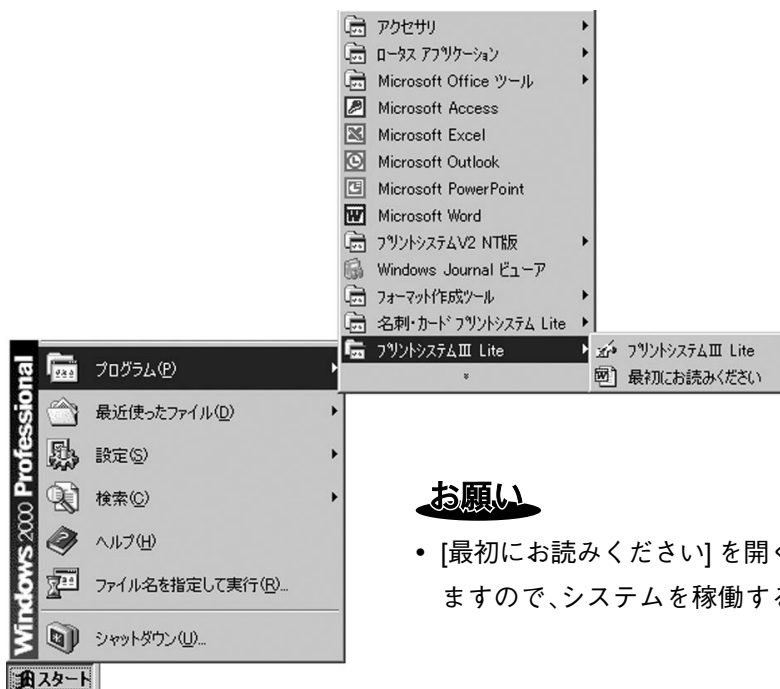 アクセサリ
ロータス アプリケーション
Microsoft Office ツール
Microsoft Access
Microsoft Excel
Microsoft Outlook
Microsoft PowerPoint
Microsoft Word
プリントシステムV2 NT版
Windows Journal ビューア
フォーマット作成ツール
名刺・カード プリントシステム Lite
プリントシステムⅢ Lite
プリントシステムⅢ Lite
最初にお読みください
Windows 2000 Professional
プログラム(P)
最近使ったファイル(D)
設定(S)
検索(C)
ヘルプ(H)
ファイル名を指定して実行(R)...
シャットダウン(U)...
スタート
お願い
• [最初にお読みください] を開く
ますので、システムを稼働する